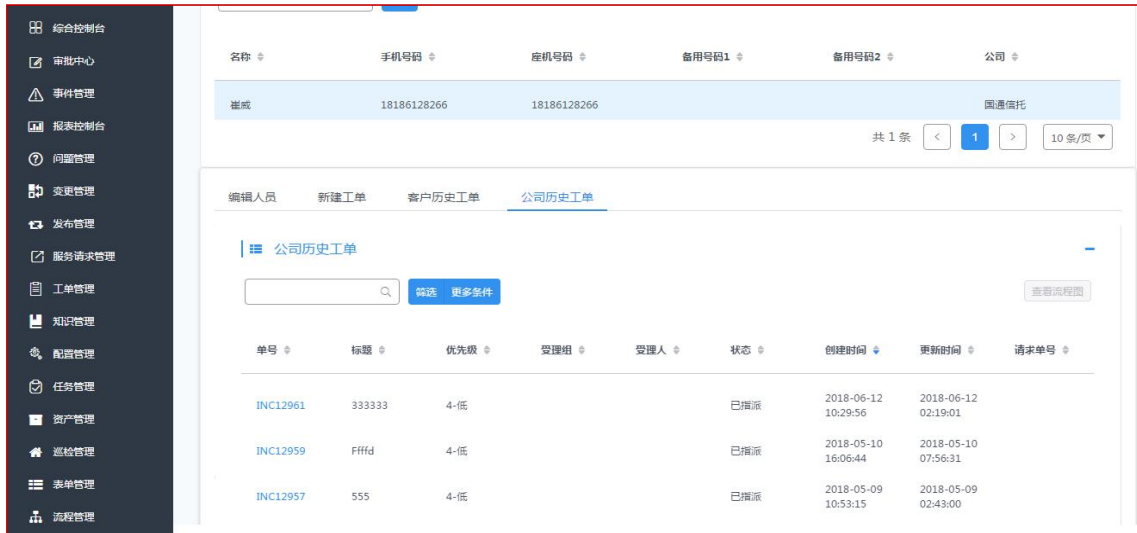 综合控制台
审批中心
事件管理
报表控制台
问题管理
变更管理
发布管理
服务请求管理
工单管理
知识管理
配置管理
任务管理
资产管理
巡检管理
表单管理
流程管理
名称 手机号码 座机号码 备用号码1 备用号码2 公司
崔威 18186128266 18186128266 国通信托
共 1 条 < 1 > 10 条/页
编辑人员 新建工单 客户历史工单 公司历史工单
公司历史工单
筛选 更多条件 查看流程图
单号 标题 优先级 受理组 受理人 状态 创建时间 更新时间 请求单号
INC12961 333333 4-低 已指派 2018-06-12 10:29:56 2018-06-12 02:19:01
INC12959 Ffffd 4-低 已指派 2018-05-10 16:06:44 2018-05-10 07:56:31
INC12957 555 4-低 已指派 2018-05-09 10:53:15 2018-05-09 02:43:00